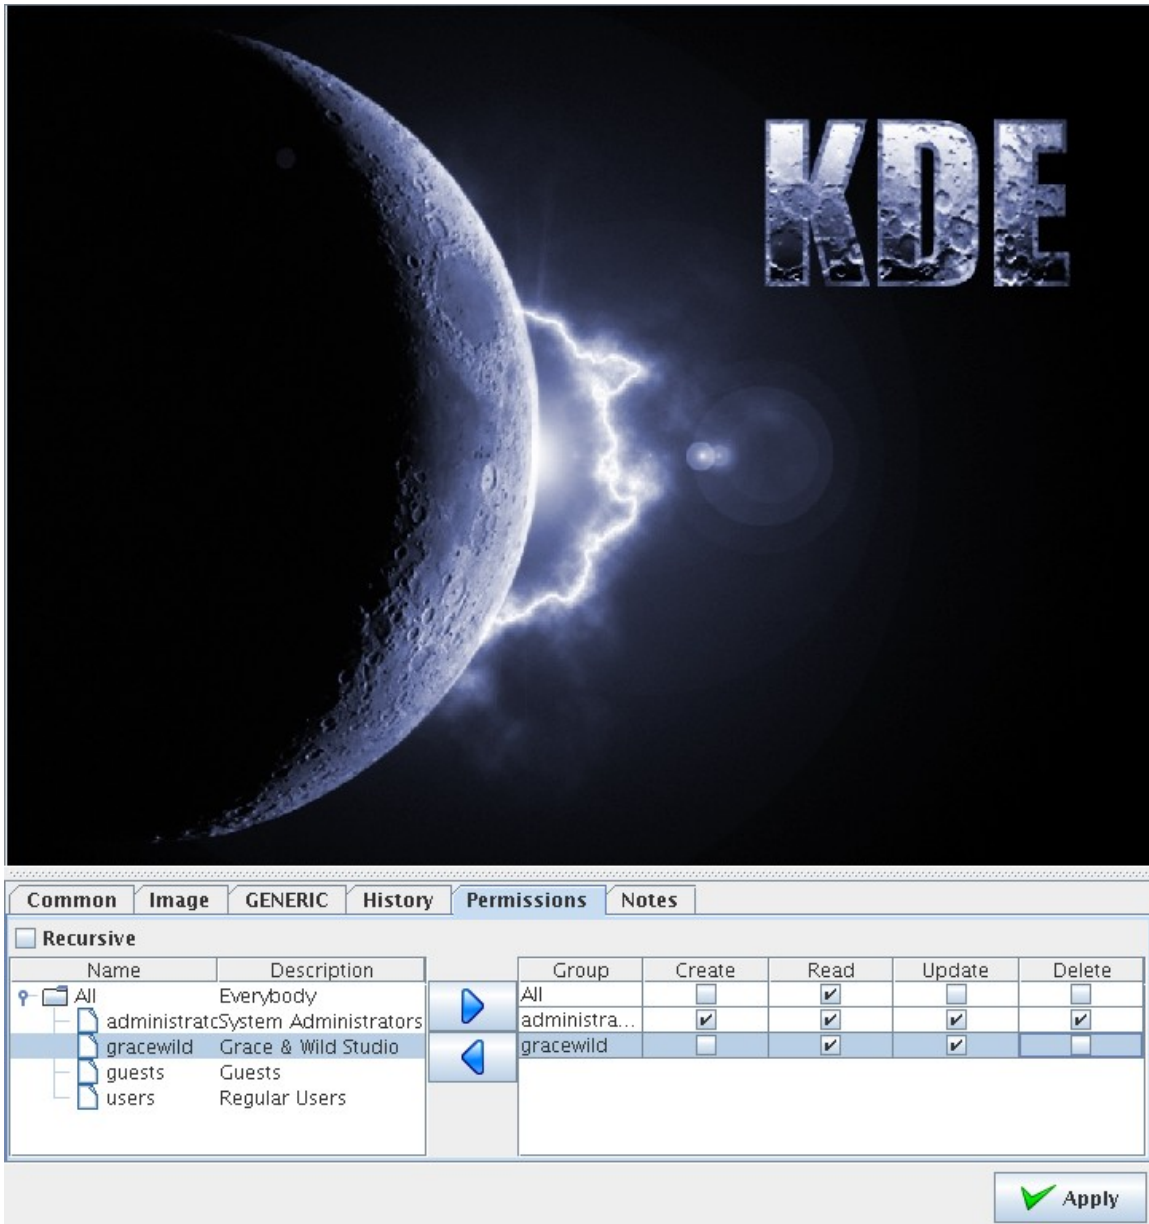 KDE
Common Image GENERIC History Permissions Notes
Recursive
Name Description Group Create Read Update Delete
All Everybody All
administratc System Administrators administra...
gracewild Grace & Wild Studio gracewild
guests Guests
users Regular Users
Apply